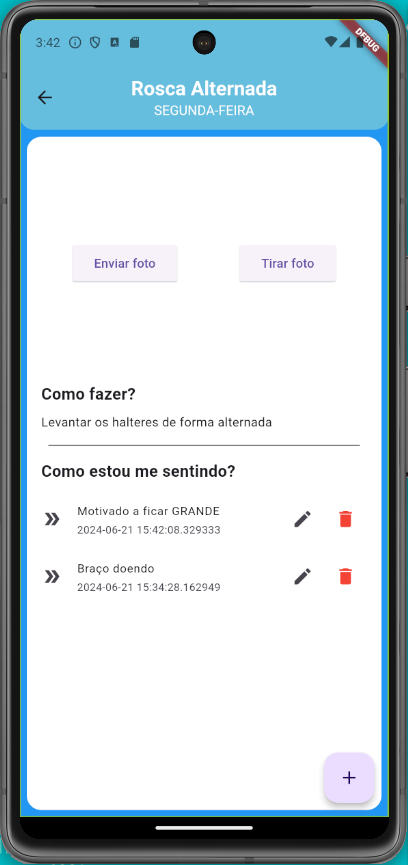 3:42
DEBUG
Rosca Alternada
SEGUNDA-FEIRA
Enviar foto
Tirar foto
Como fazer?
Levantar os halteres de forma alternada
Como estou me sentindo?
Motivado a ficar GRANDE
2024-06-21 15:42:08.329333
Braço doendo
2024-06-21 15:34:28.162949